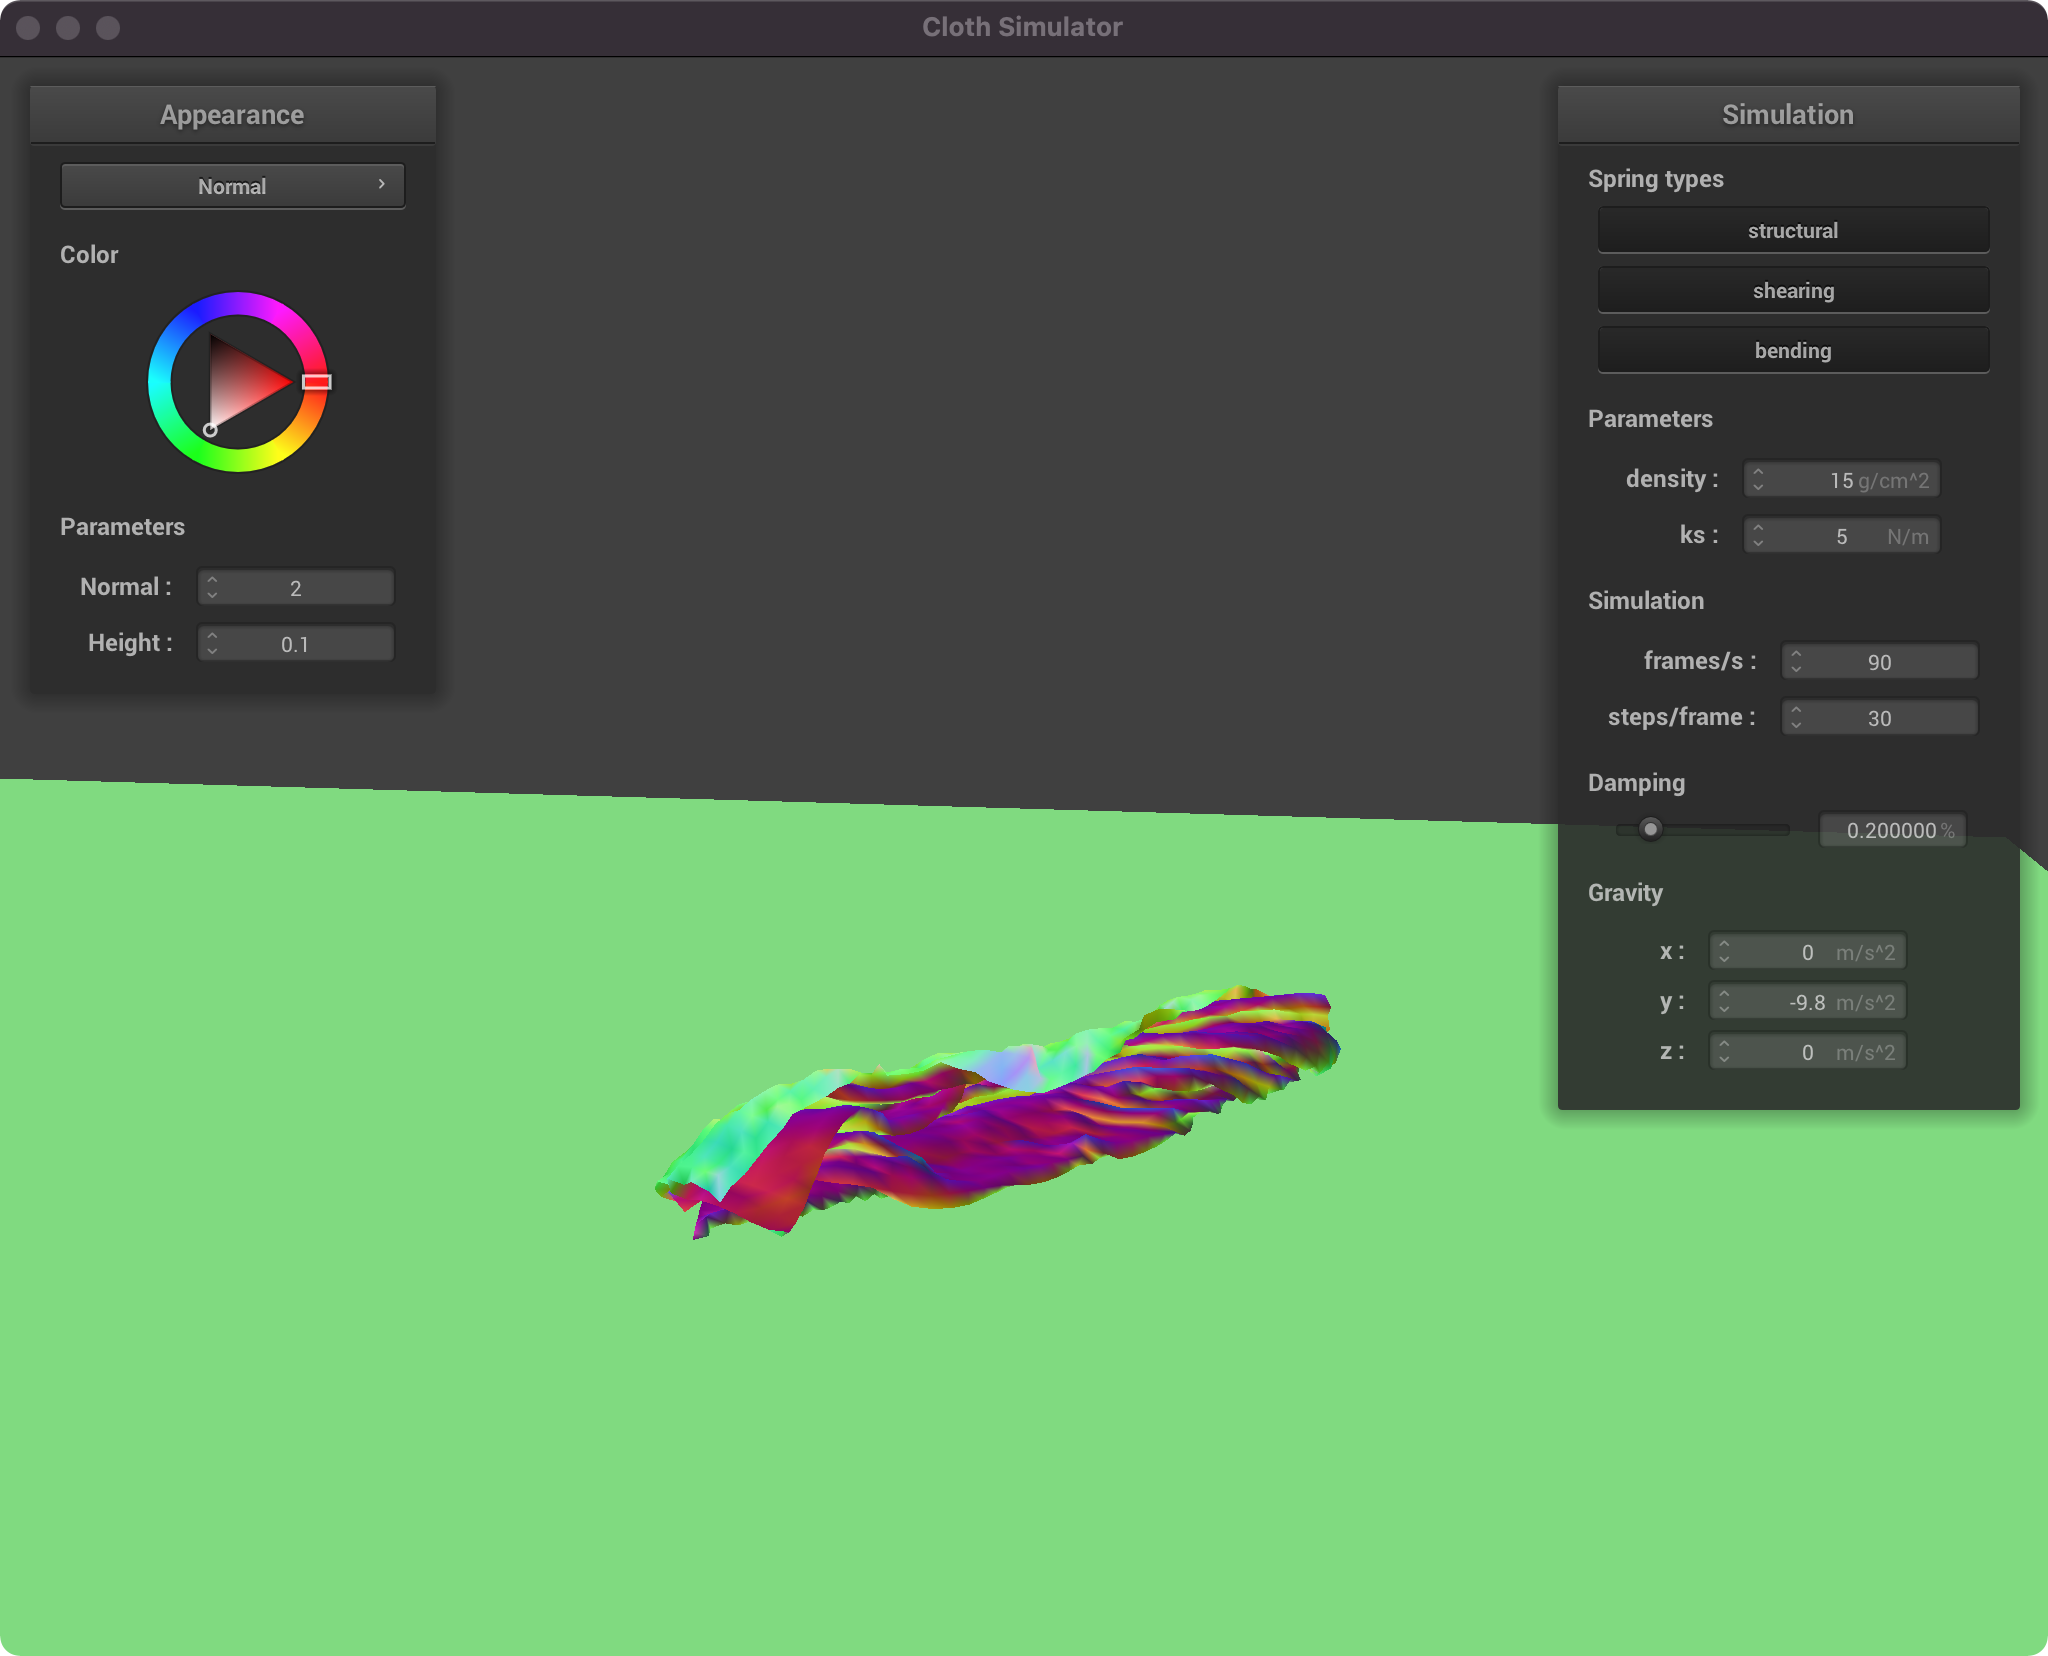 Cloth Simulator
Appearance
Normal
Color
Parameters
Normal : 2
Height : 0.1
Simulation
Spring types
structural
shearing
bending
Parameters
density : 15 g/cm^2
ks : 5 N/m
Simulation
frames/s : 90
steps/frame : 30
Damping
0.200000 %
Gravity
x : 0 m/s^2
y : -9.8 m/s^2
z : 0 m/s^2